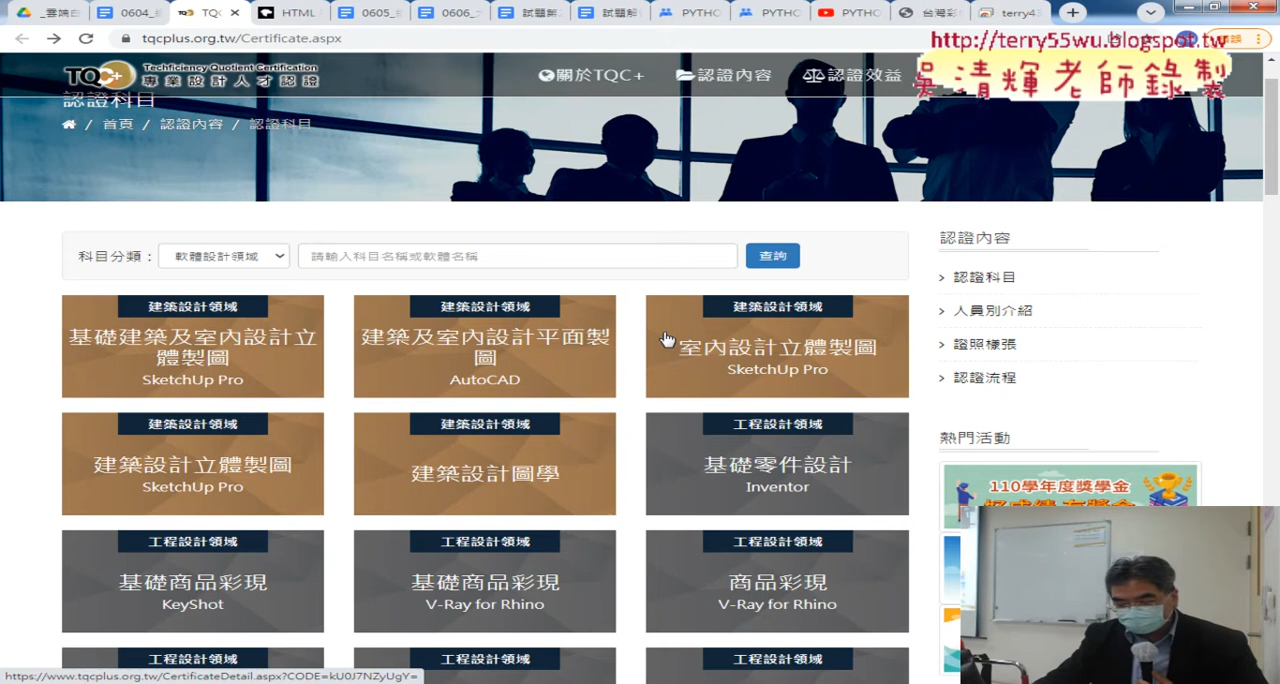 _雲端白
0604_
TQC
HTML
0605_
0606_
試題第
試題解
PYTHO
PYTHO
PYTHO
台灣彩
terry4
tqcplus.org.tw/Certificate.aspx
http://terry55wu.blogspot.tw
吳清輝老師錄製
TQC+ Techficiency Quotient Certification
專業設計人才認證
關於TQC+
認證內容
認證效益
認證科目
/ 首頁 / 認證內容 / 認證科目
科目分類：
軟體設計領域
請輸入科目名稱或軟體名稱
查詢
建築設計領域
基礎建築及室內設計立
體製圖
SketchUp Pro
建築設計領域
建築及室內設計平面製
圖
AutoCAD
建築設計領域
室內設計立體製圖
SketchUp Pro
建築設計領域
建築設計立體製圖
SketchUp Pro
建築設計領域
建築設計圖學
工程設計領域
基礎零件設計
Inventor
工程設計領域
基礎商品彩現
KeyShot
工程設計領域
基礎商品彩現
V-Ray for Rhino
工程設計領域
商品彩現
V-Ray for Rhino
工程設計領域
工程設計領域
工程設計領域
認證內容
> 認證科目
> 人員別介紹
> 證照樣張
> 認證流程
熱門活動
110學年度獎學金
https://www.tqcplus.org.tw/CertificateDetail.aspx?CODE=kU0J7NZyUgY=